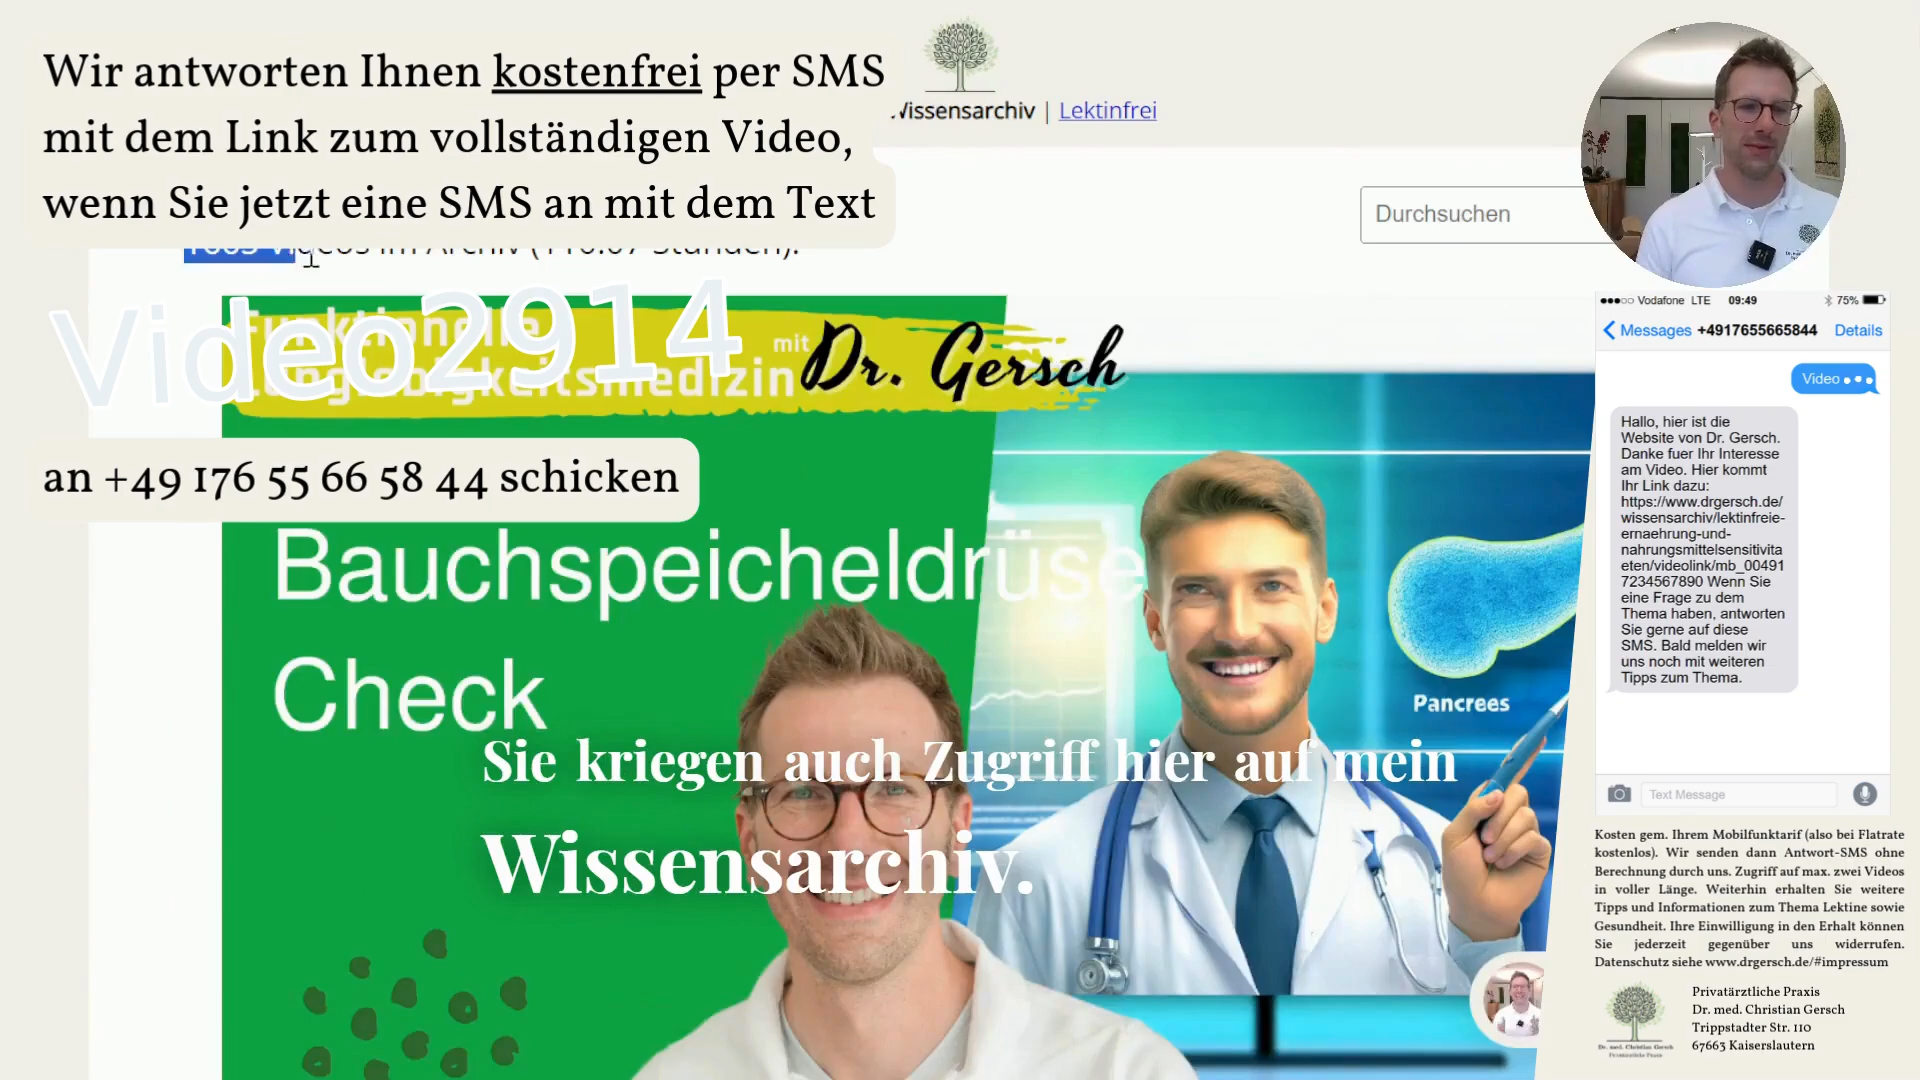 Wir antworten Ihnen kostenfrei per SMS
mit dem Link zum vollständigen Video,
wenn Sie jetzt eine SMS an mit dem Text
Wissensarchiv | Lektinfrei
Durchsuchen
Video2914
mit Dr. Gersch
an +49 176 55 66 58 44 schicken
Bauchspeicheldrüse
Check
Pancrees
Sie kriegen auch Zugriff hier auf mein
Wissensarchiv.
Vodafone LTE 09:49 75%
Messages +4917655665844 Details
Video
Hallo, hier ist die
Website von Dr. Gersch.
Danke fuer Ihr Interesse
am Video. Hier kommt
Ihr Link dazu:
https://www.drgersch.de/
wissensarchiv/lektinfreie-
ernaehrung-und-
nahrungsmittelsensitivita
eten/videolink/mb_00491
7234567890 Wenn Sie
eine Frage zu dem
Thema haben, antworten
Sie gerne auf diese
SMS. Bald melden wir
uns noch mit weiteren
Tipps zum Thema.
Text Message
Kosten gem. Ihrem Mobilfunktarif (also bei Flatrate
kostenlos). Wir senden dann Antwort-SMS ohne
Berechnung durch uns. Zugriff auf max. zwei Videos
in voller Länge. Weiterhin erhalten Sie weitere
Tipps und Informationen zum Thema Lektine sowie
Gesundheit. Ihre Einwilligung in den Erhalt können
Sie jederzeit gegenüber uns widerrufen.
Datenschutz siehe www.drgersch.de/#impressum
Dr. med. Christian Gersch
Privatärztliche Praxis
Privatärztliche Praxis
Dr. med. Christian Gersch
Trippstadter Str. 110
67663 Kaiserslautern